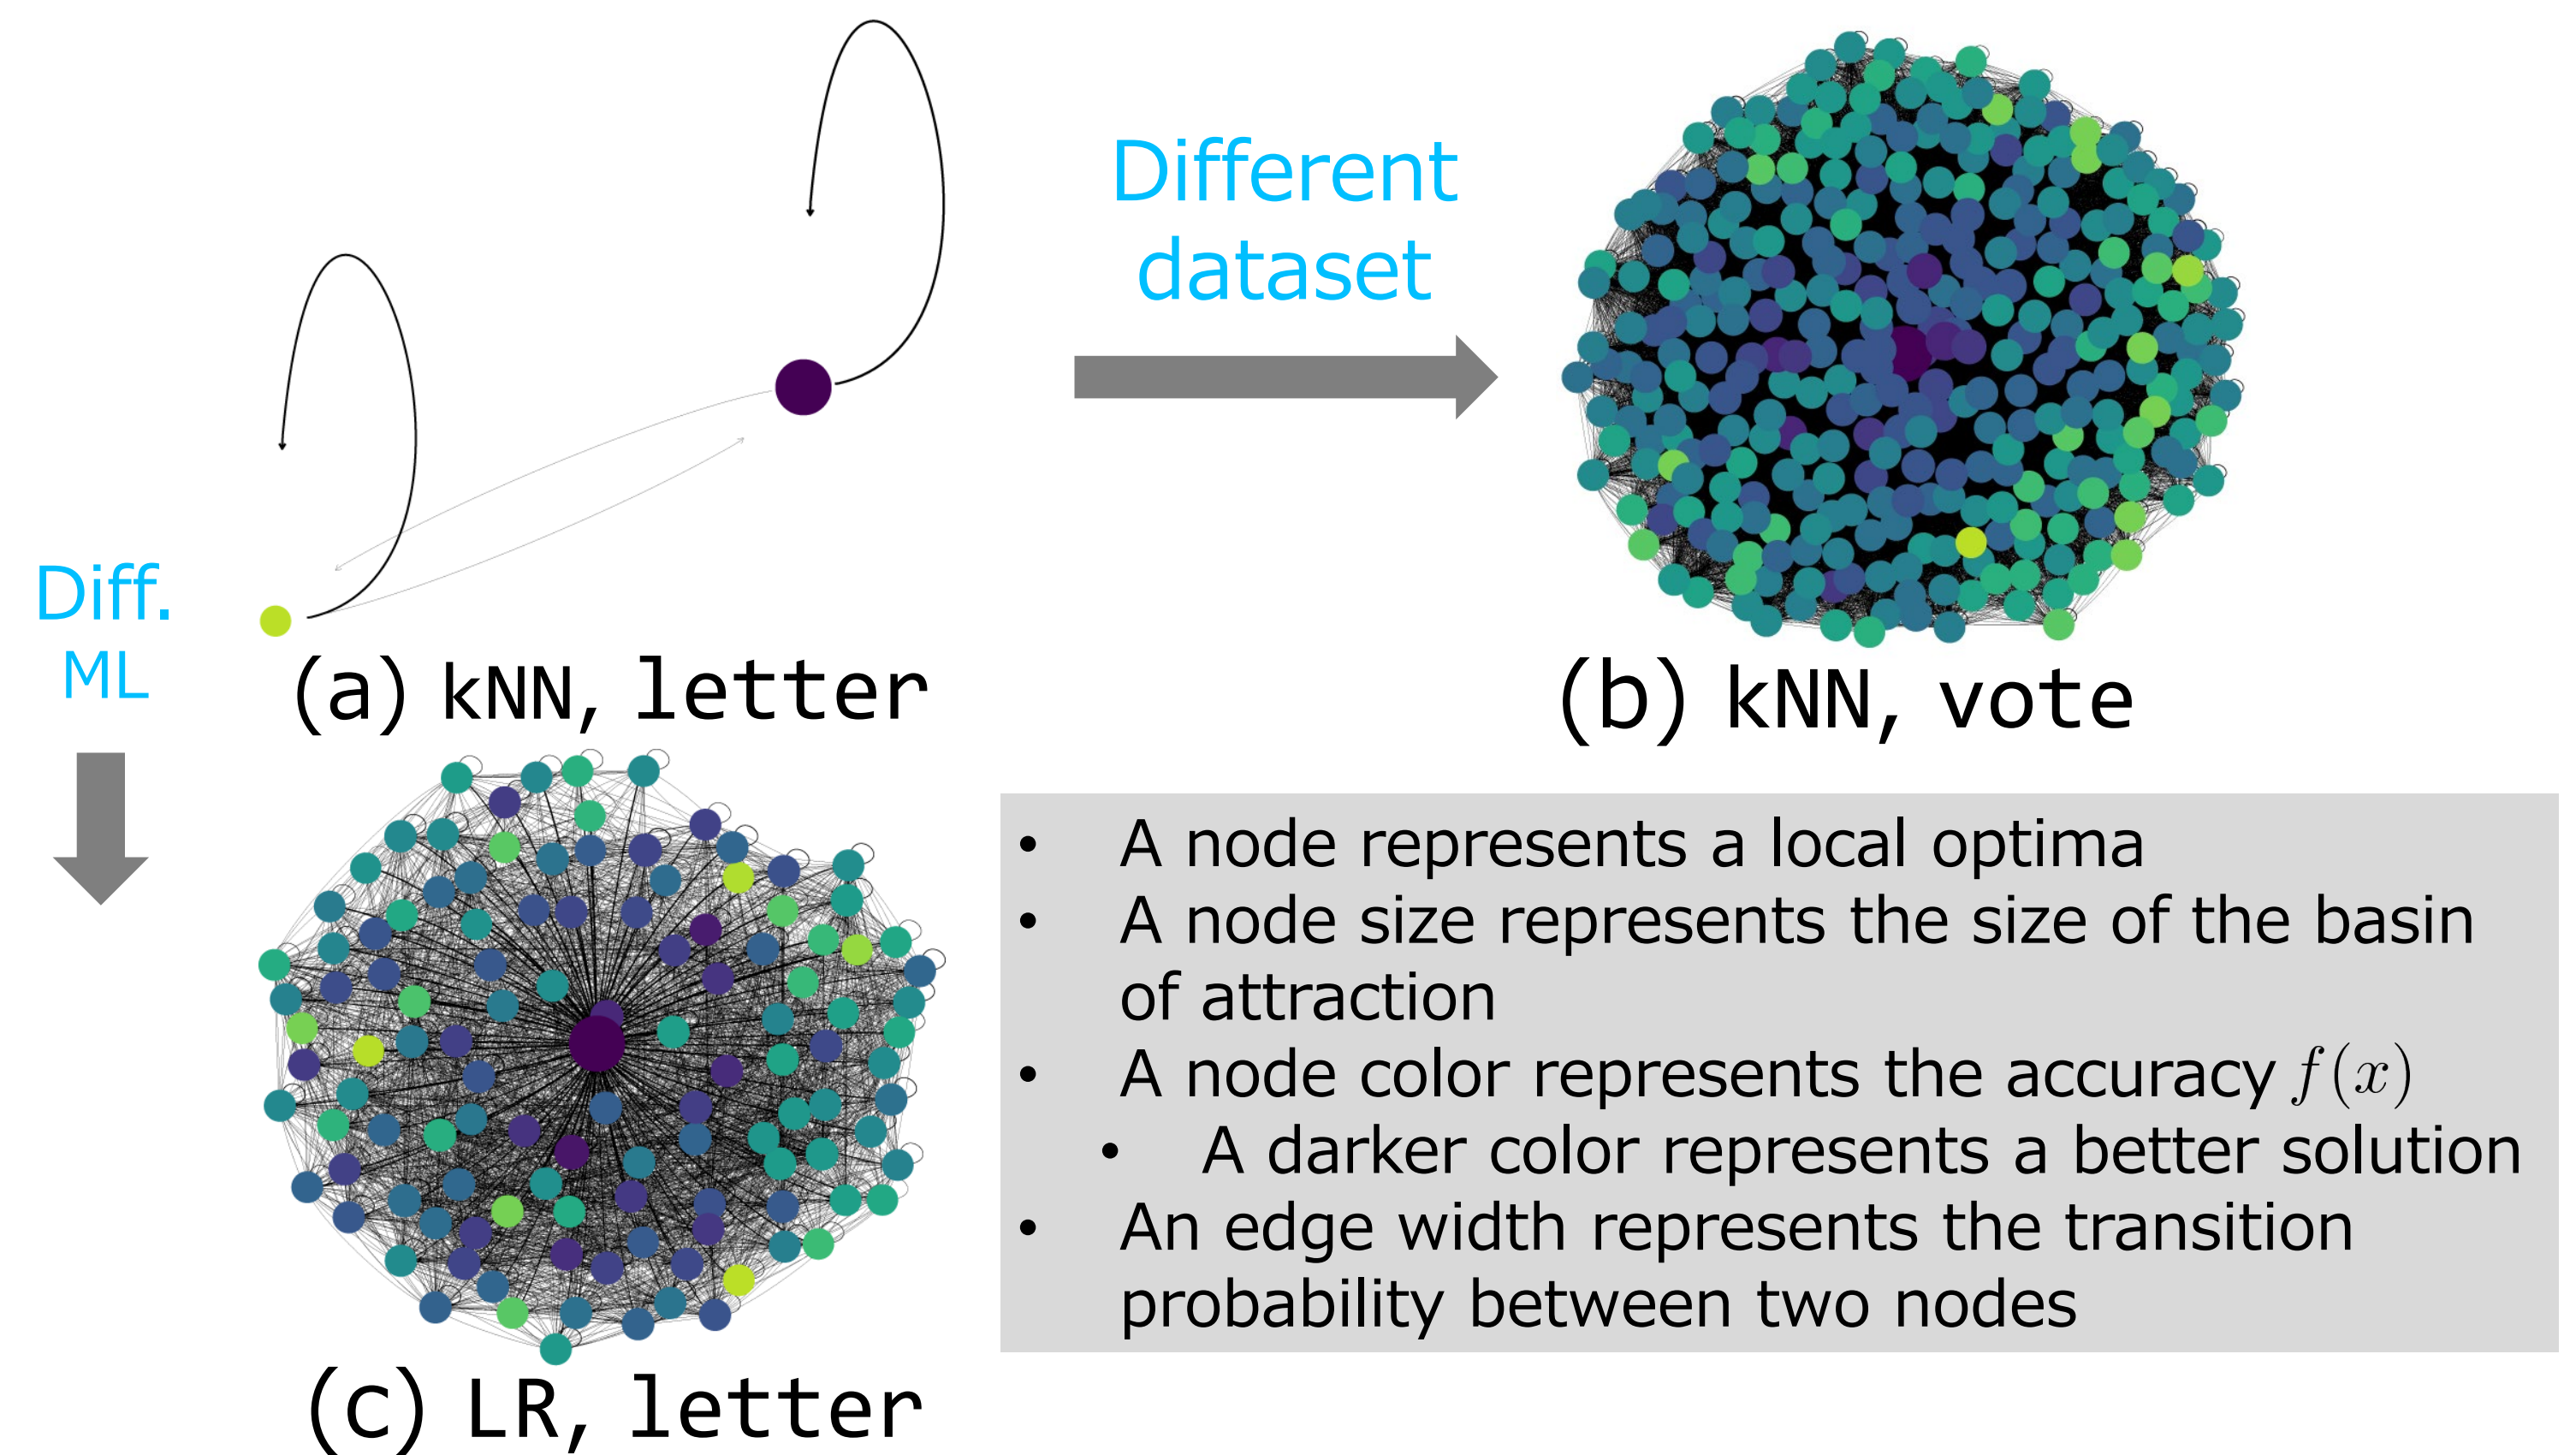 Different
dataset
Diff.
ML
(a) kNN, letter
(b) kNN, vote
• A node represents a local optima
• A node size represents the size of the basin
of attraction
• A node color represents the accuracy f(x)
• A darker color represents a better solution
• An edge width represents the transition
probability between two nodes
(c) LR, letter